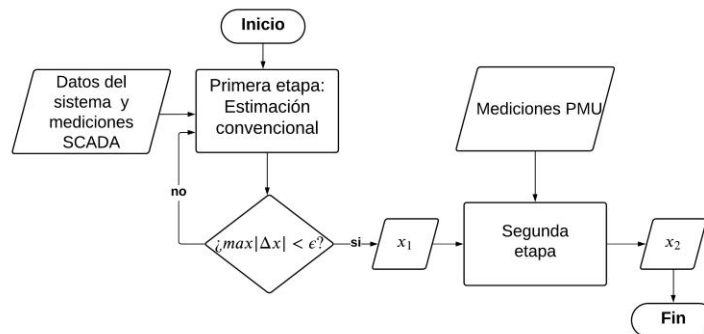 Inicio
Datos del
sistema y
mediciones
SCADA
Primera etapa:
Estimación
convencional
Mediciones PMU
no
¿max|Δx| < ϵ?
si
x₁
Segunda
etapa
x₂
Fin